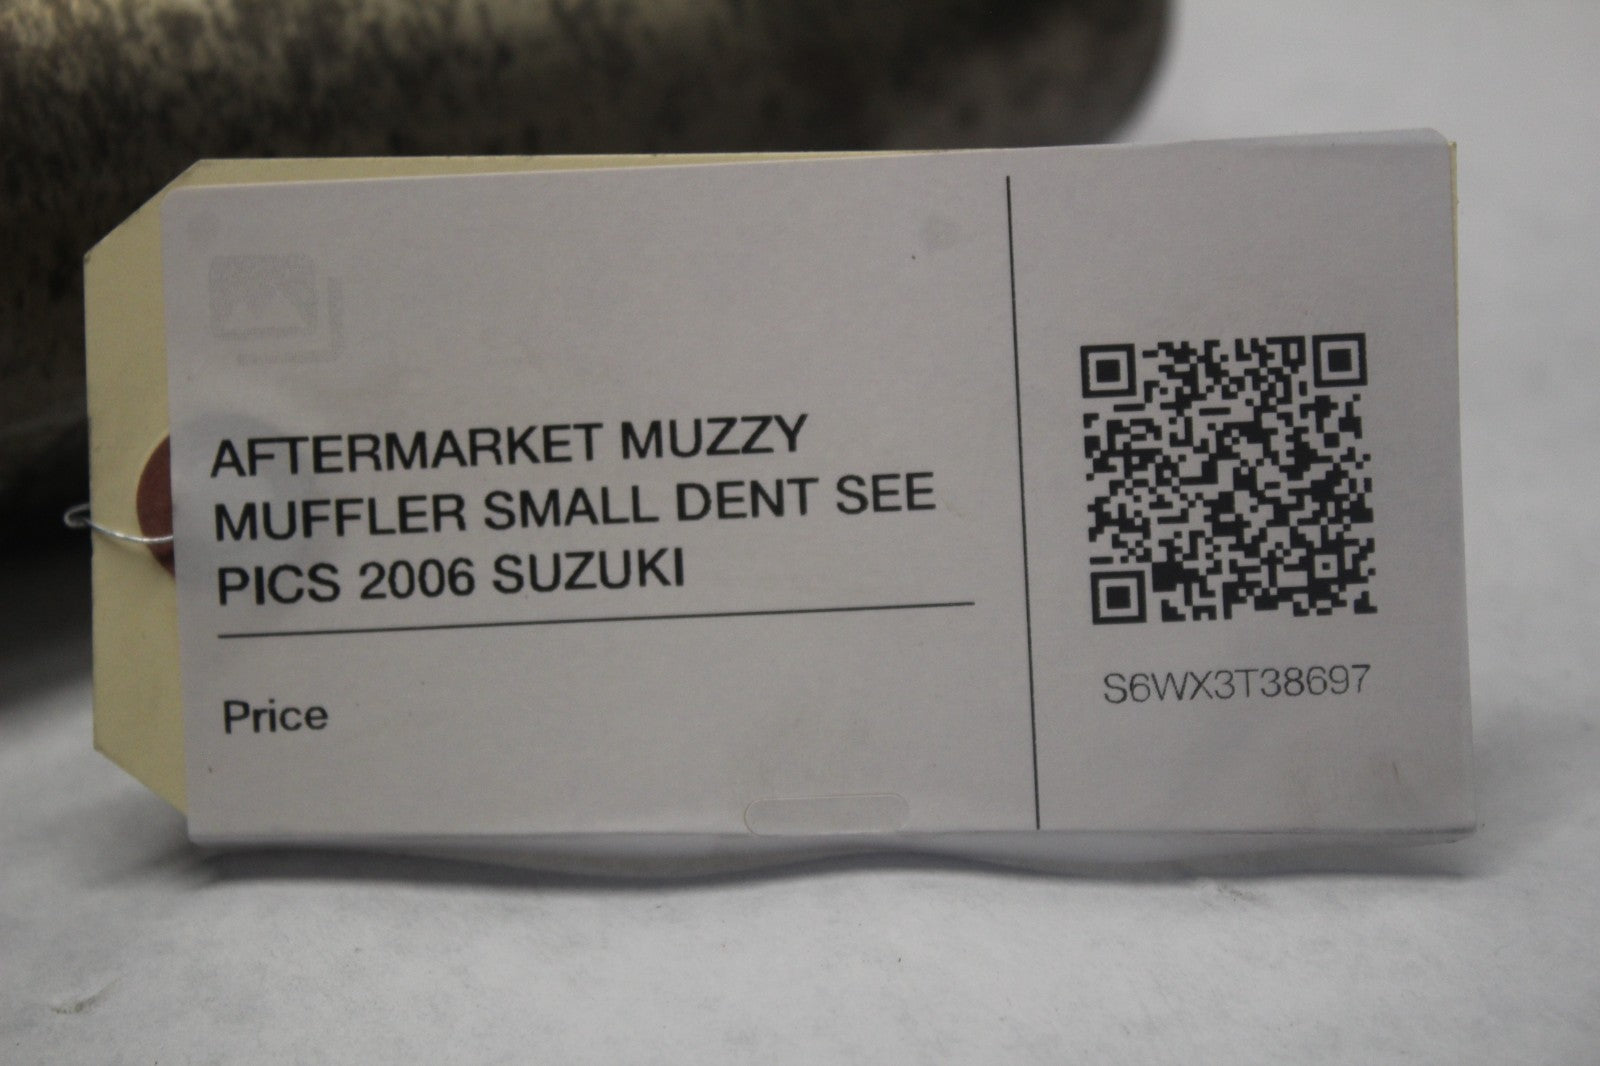 AFTERMARKET MUZZY
MUFFLER SMALL DENT SEE
PICS 2006 SUZUKI
Price
S6WX3T38697